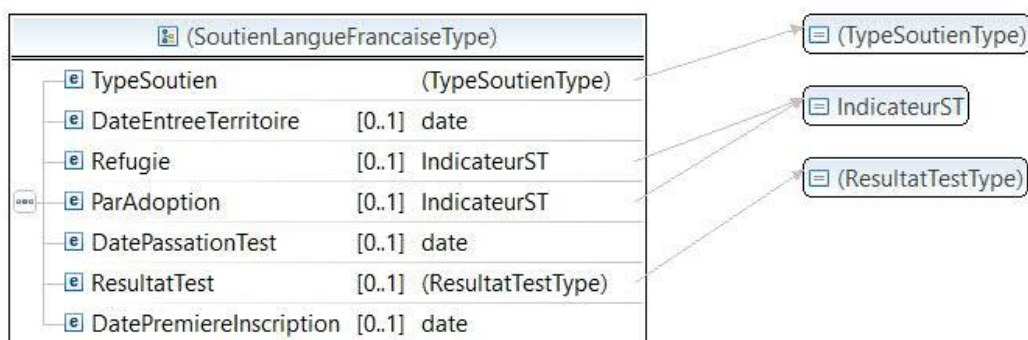 (SoutienLangueFrancaiseType)
TypeSoutien (TypeSoutienType)
DateEntreeTerritoire [0..1] date
Refugie [0..1] IndicateurST
ParAdoption [0..1] IndicateurST
DatePassationTest [0..1] date
ResultatTest [0..1] (ResultatTestType)
DatePremiereInscription [0..1] date
(TypeSoutienType)
IndicateurST
(ResultatTestType)